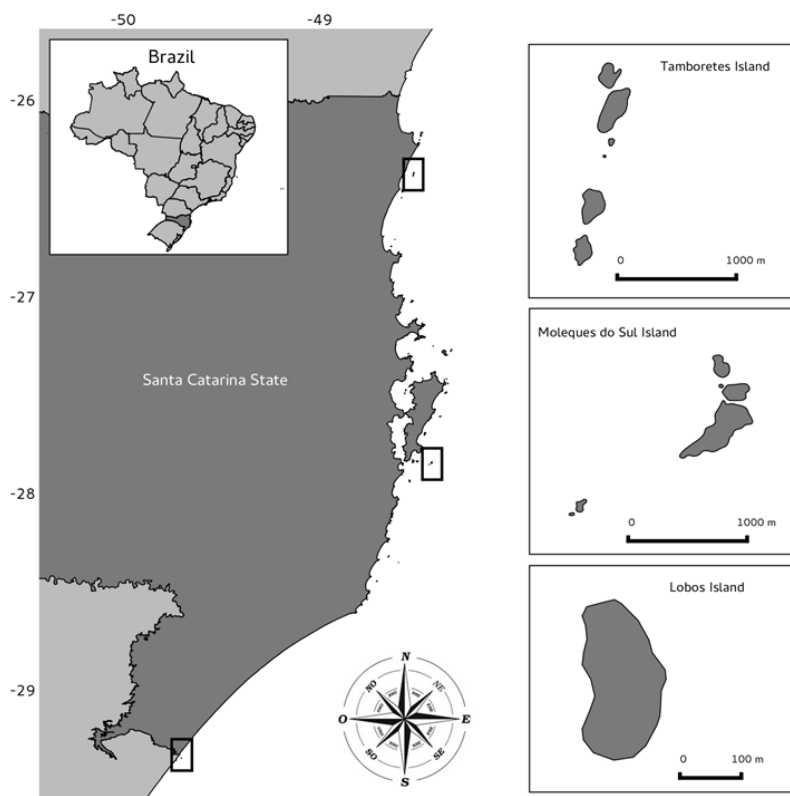 -50
-49
Brazil
-26
-27
-28
-29
Santa Catarina State
Tamboretes Island
0
1000 m
Moleques do Sul Island
0
1000 m
Lobos Island
0
100 m
N
NO
NE
O
E
SO
SE
S